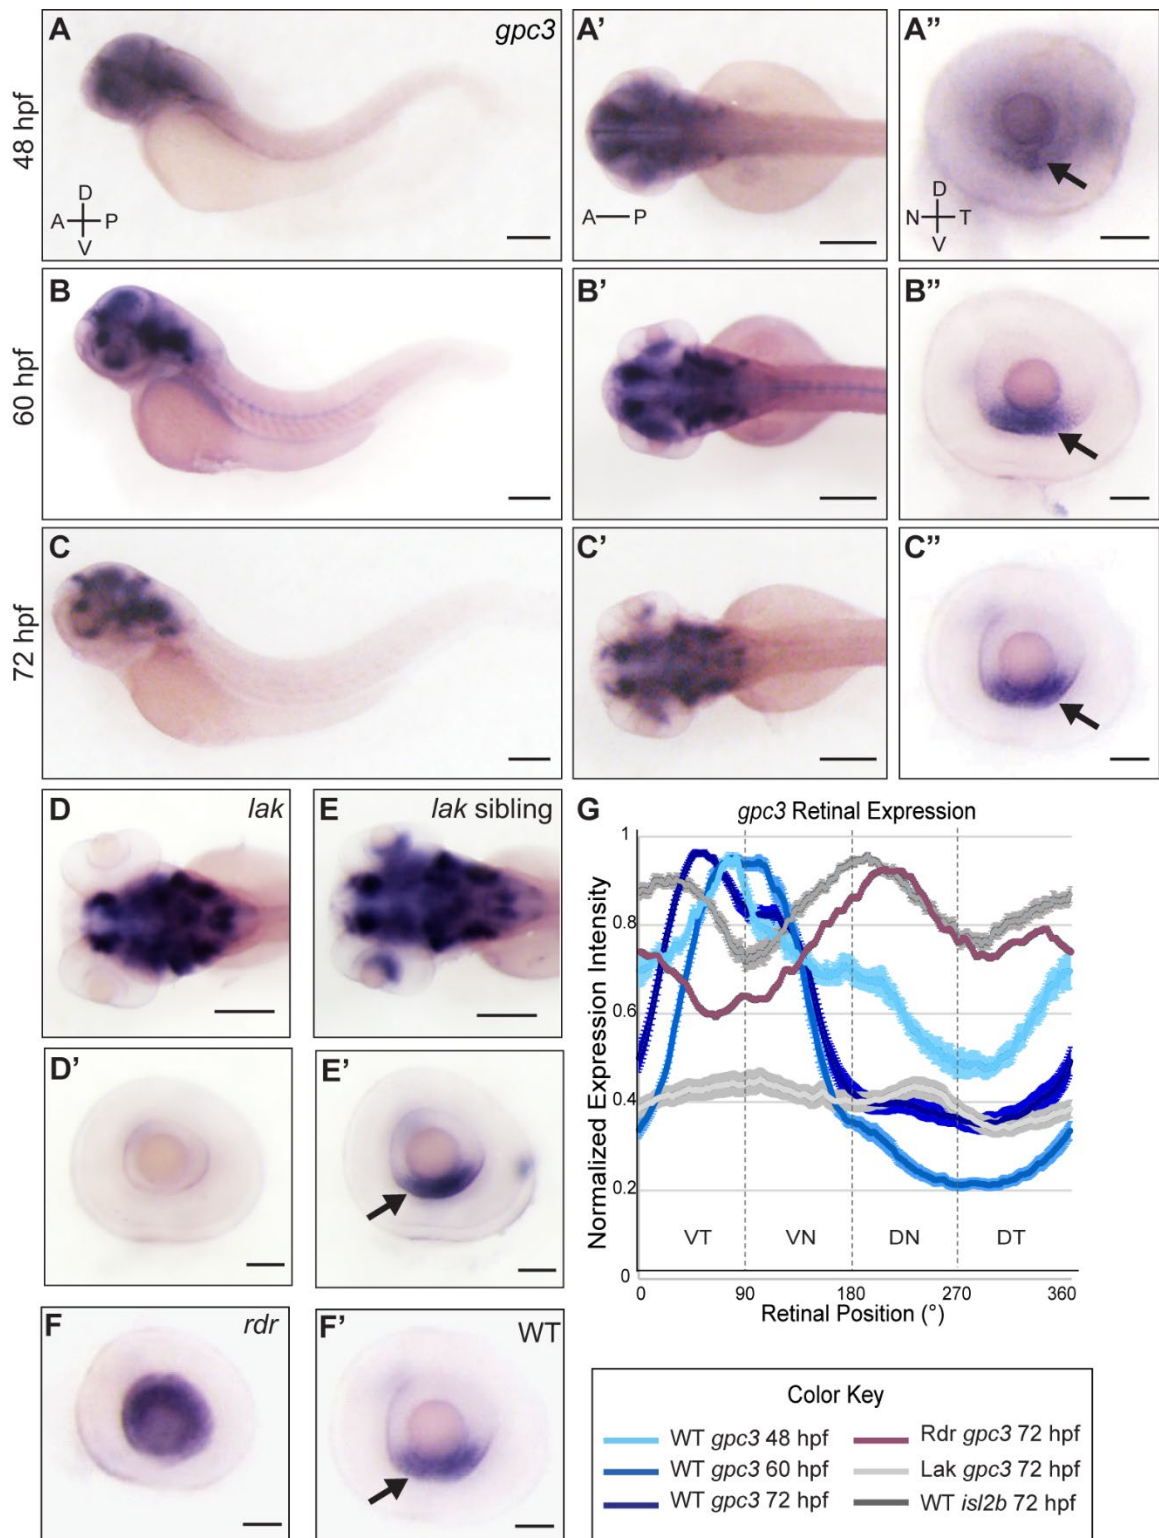 A
gpc3
A'
A"
48 hpf
D
A P
V
A P
D
N T
V
B
B'
B"
60 hpf
C
C'
C"
72 hpf
D
lak
E
lak sibling
G
gpc3 Retinal Expression
Normalized Expression Intensity
1
0.8
0.6
0.4
0.2
0
VT
VN
DN
DT
0
90
180
270
360
Retinal Position (°)
D'
E'
F
rdr
F'
WT
Color Key
WT gpc3 48 hpf
Rdr gpc3 72 hpf
WT gpc3 60 hpf
Lak gpc3 72 hpf
WT gpc3 72 hpf
WT isl2b 72 hpf